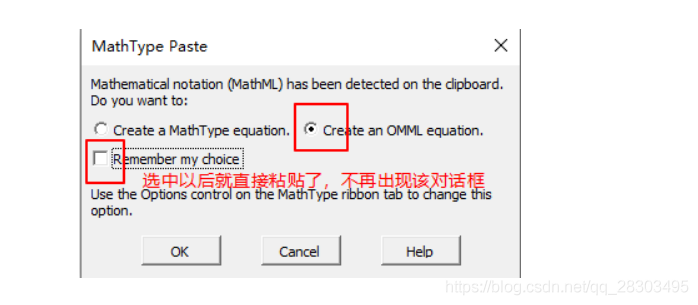 MathType Paste
Mathematical notation (MathML) has been detected on the clipboard.
Do you want to:
Create a MathType equation.
Create an OMML equation.
Remember my choice
选中以后就直接粘贴了，不再出现该对话框
Use the Options control on the MathType ribbon tab to change this
option.
OK
Cancel
Help
https://blog.csdn.net/qq_28303495